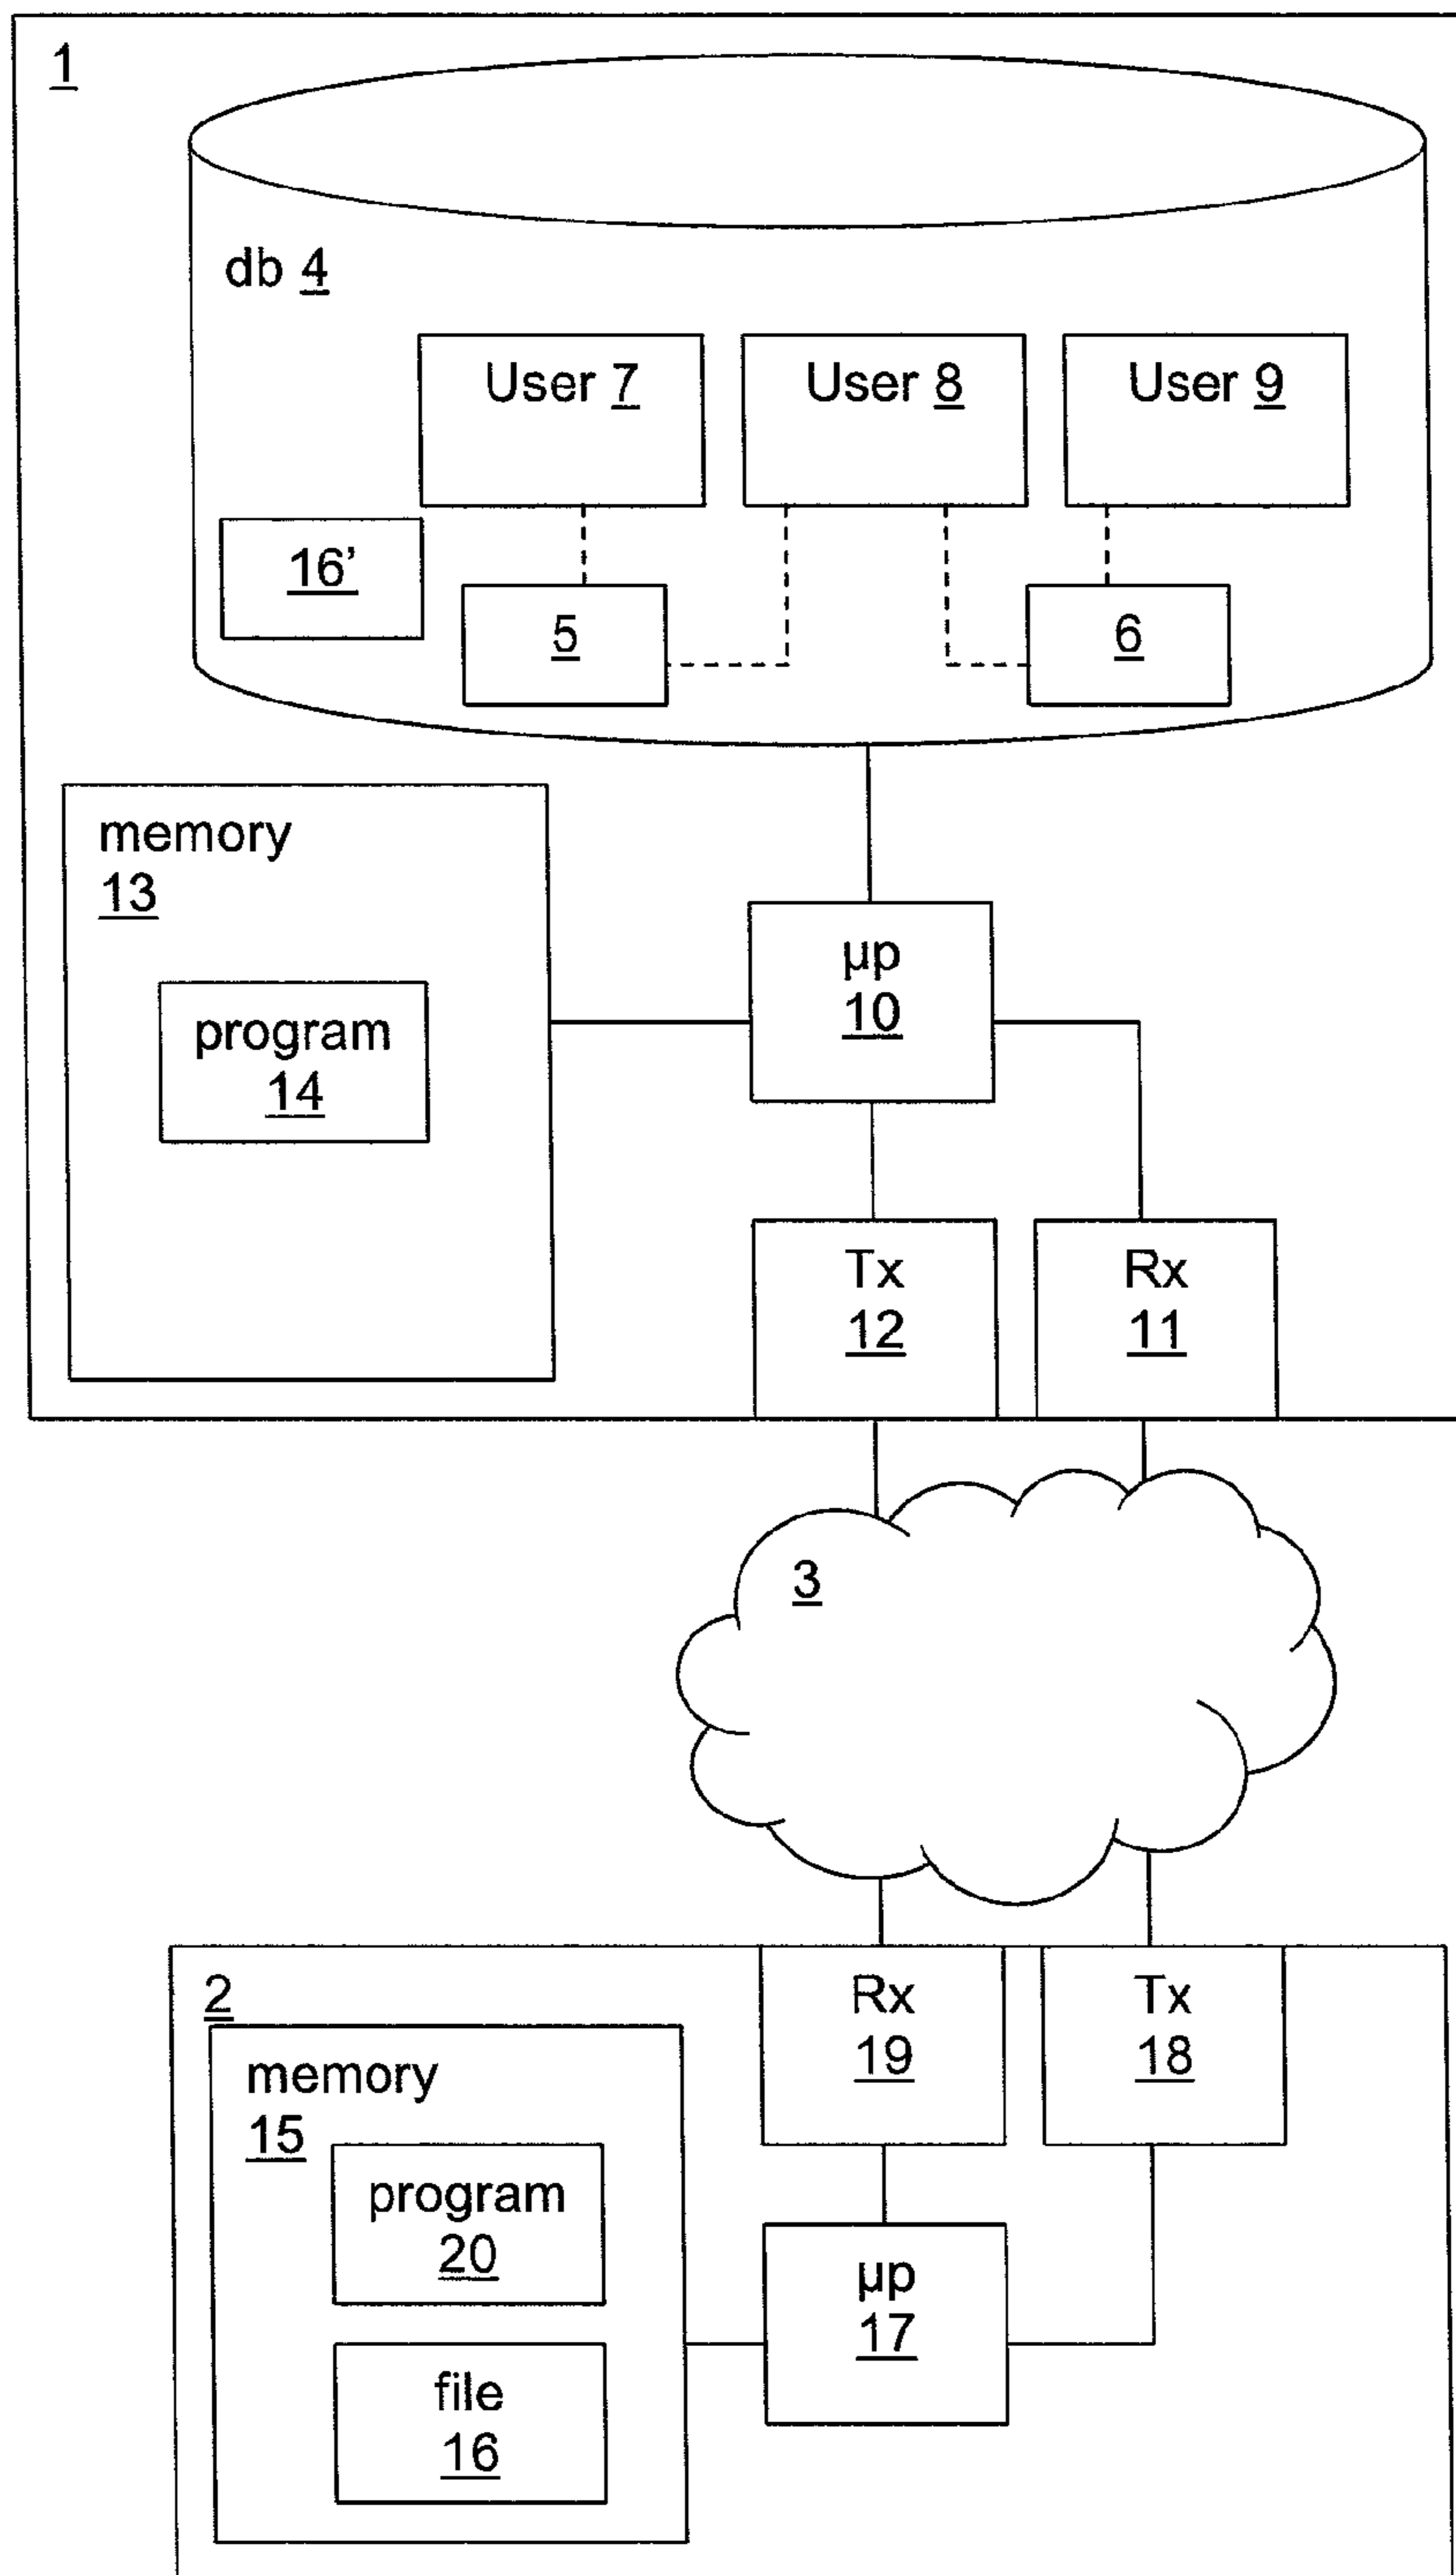 1
db 4
User 7
User 8
User 9
16’
5
6
memory
13
program
14
µp
10
Tx
12
Rx
11
3
2
memory
15
program
20
file
16
Rx
19
Tx
18
µp
17